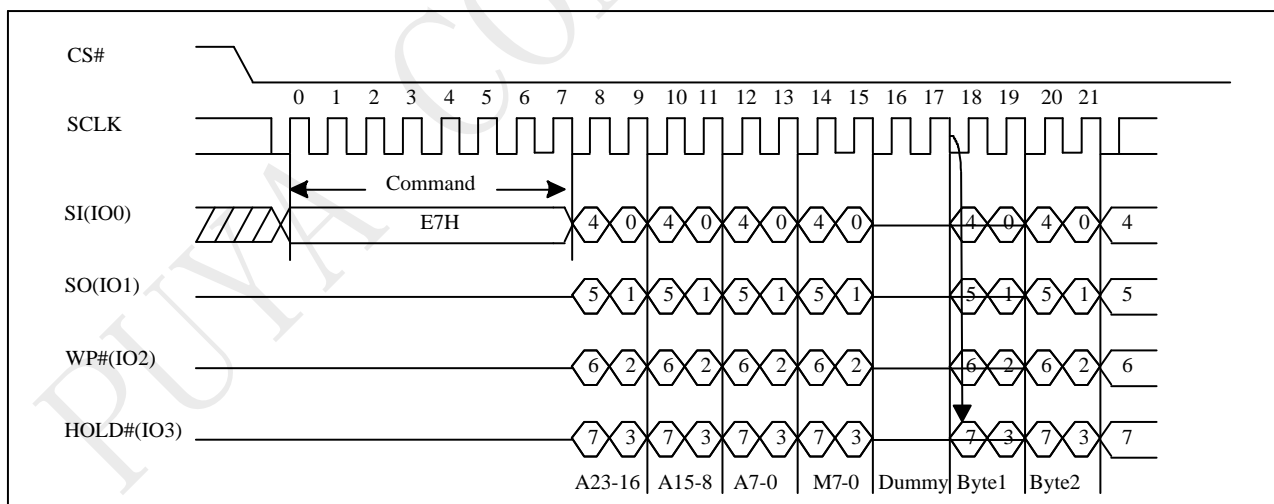 CS#
0 1 2 3 4 5 6 7 8 9 10 11 12 13 14 15 16 17 18 19 20 21
SCLK
Command
SI(IO0)
E7H
4 0 4 0 4 0 4 0 4 0 4 0 4
SO(IO1)
5 1 5 1 5 1 5 1 5 1 5 1 5
WP#(IO2)
6 2 6 2 6 2 6 2 6 2 6 2 6
HOLD#(IO3)
7 3 7 3 7 3 7 3 7 3 7 3 7
A23-16 A15-8 A7-0 M7-0 Dummy Byte1 Byte2
PUYA